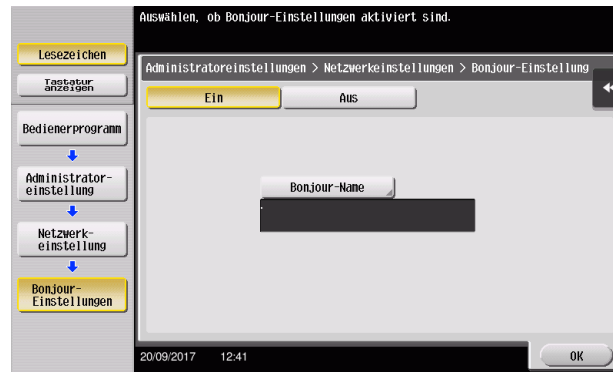 Auswählen, ob Bonjour-Einstellungen aktiviert sind.
Lesezeichen
Tastatur
anzeigen
Bedienerprogramm
Administrator-
einstellung
Netzwerk-
einstellung
Bonjour-
Einstellungen
Administratoreinstellungen > Netzwerkeinstellungen > Bonjour-Einstellung
Ein Aus
Bonjour-Name
20/09/2017 12:41
OK